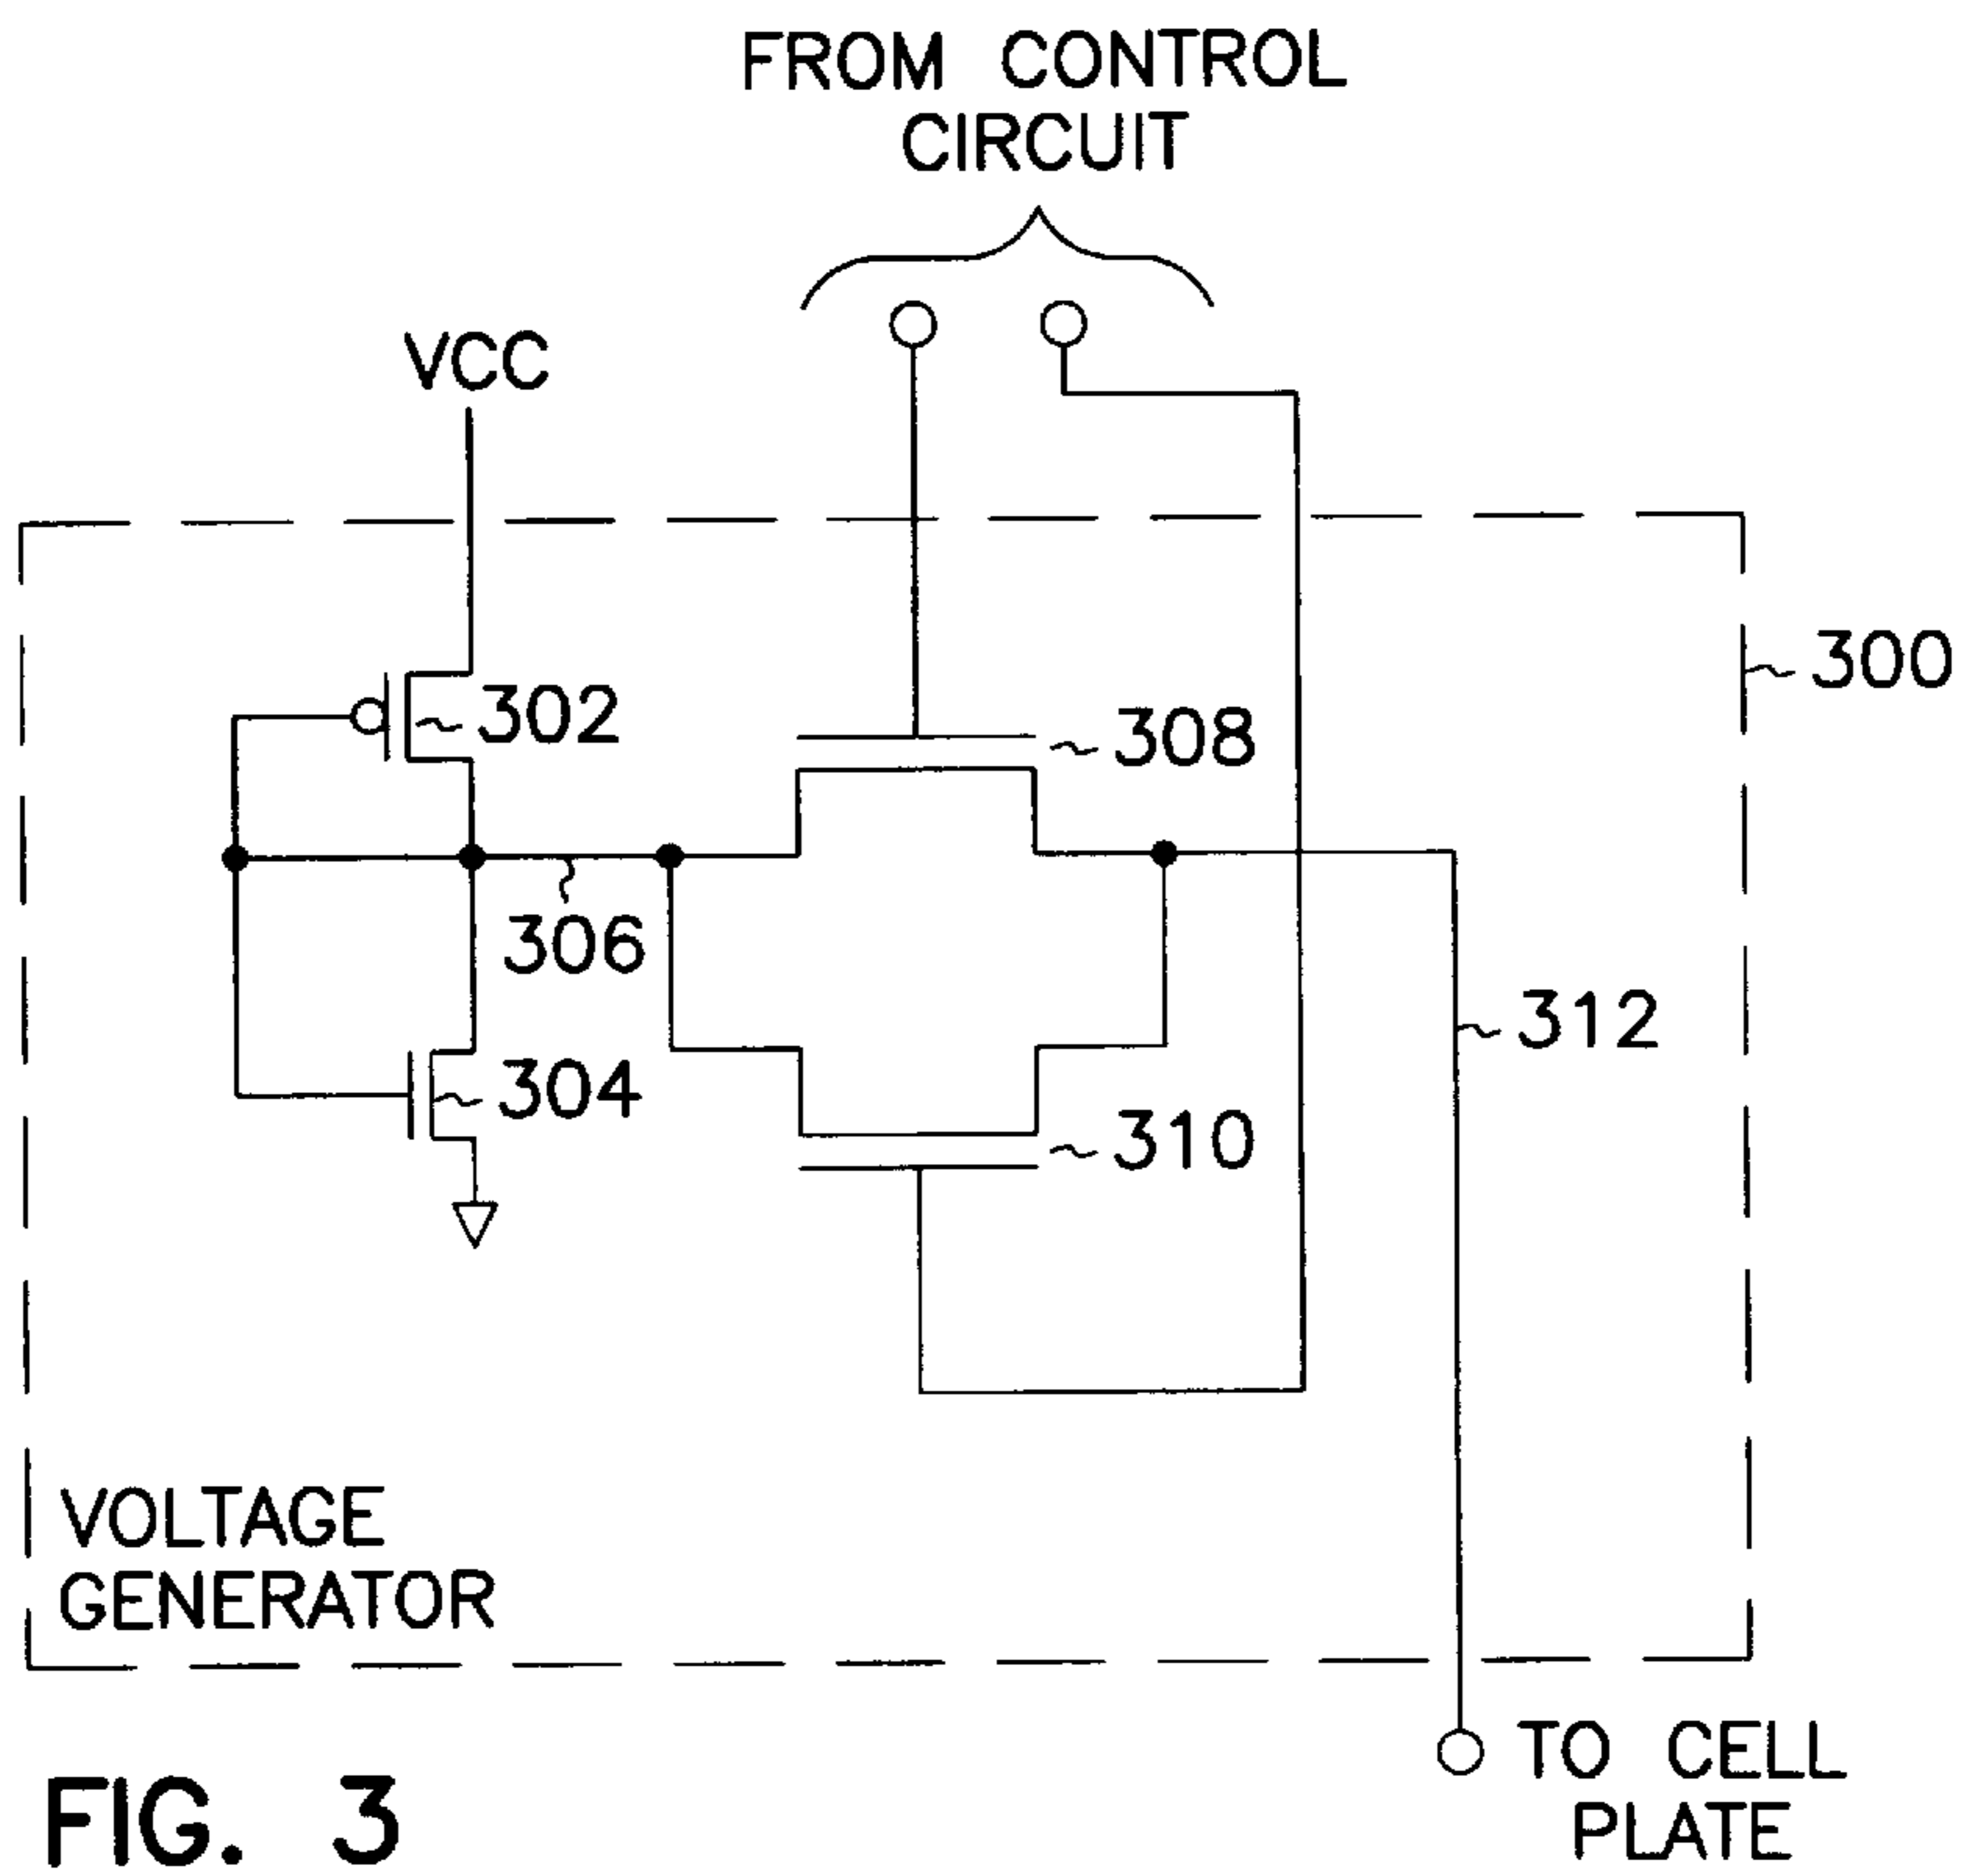 FROM CONTROL
CIRCUIT
VCC
300
302
308
306
312
304
310
VOLTAGE
GENERATOR
TO CELL
PLATE
FIG. 3